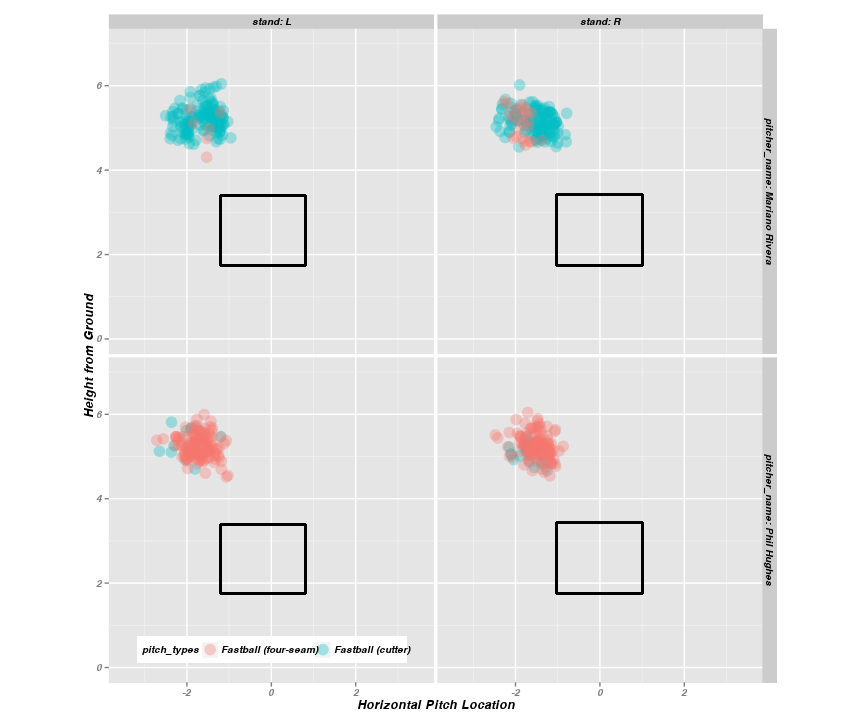 stand: L
stand: R
6
4
2
0
pitcher_name: Mariano Rivera
Height from Ground
6
4
2
0
pitcher_name: Phil Hughes
pitch_types Fastball (four-seam) Fastball (cutter)
-2 0 2 -2 0 2
Horizontal Pitch Location